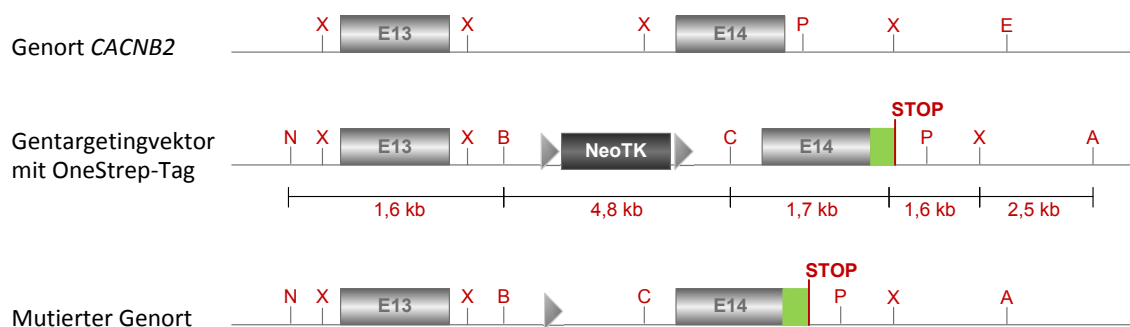 X X X P X E
E13 E14
Genort CACNB2
STOP
N X X B C P X A
E13 NeoTK E14
Gentargetingvektor
mit OneStrep-Tag
1,6 kb 4,8 kb 1,7 kb 1,6 kb 2,5 kb
STOP
N X X B C P X A
E13 E14
Mutierter Genort